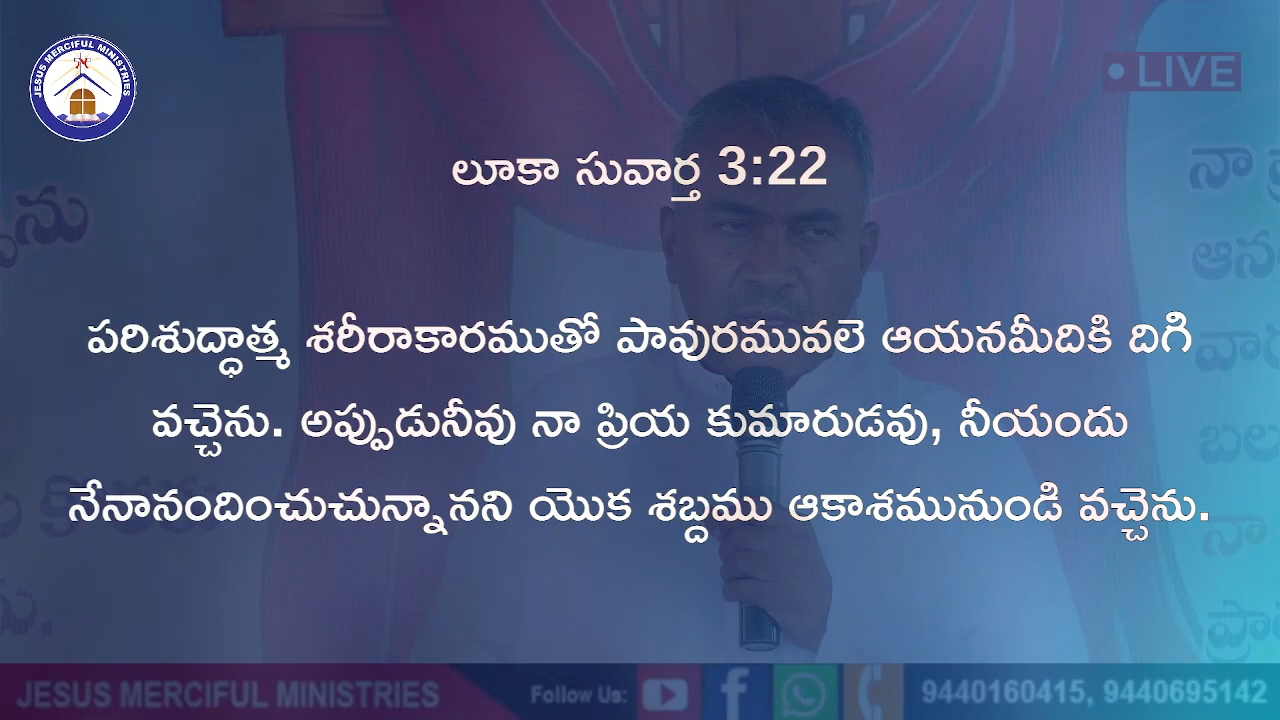 JESUS MERCIFUL MINISTRIES
LIVE
లూకా సువార్త 3:22
పరిశుద్ధాత్మ శరీరాకారముతో పావురమువలె ఆయనమీదికి దిగి
వచ్చెను. అప్పుడునీవు నా ప్రియ కుమారుడవు, నీయందు
నేనానందించుచున్నానని యొక శబ్దము ఆకాశమునుండి వచ్చెను.
నా
వార
బల
నా
JESUS MERCIFUL MINISTRIES
Follow Us:
9440160415, 9440695142